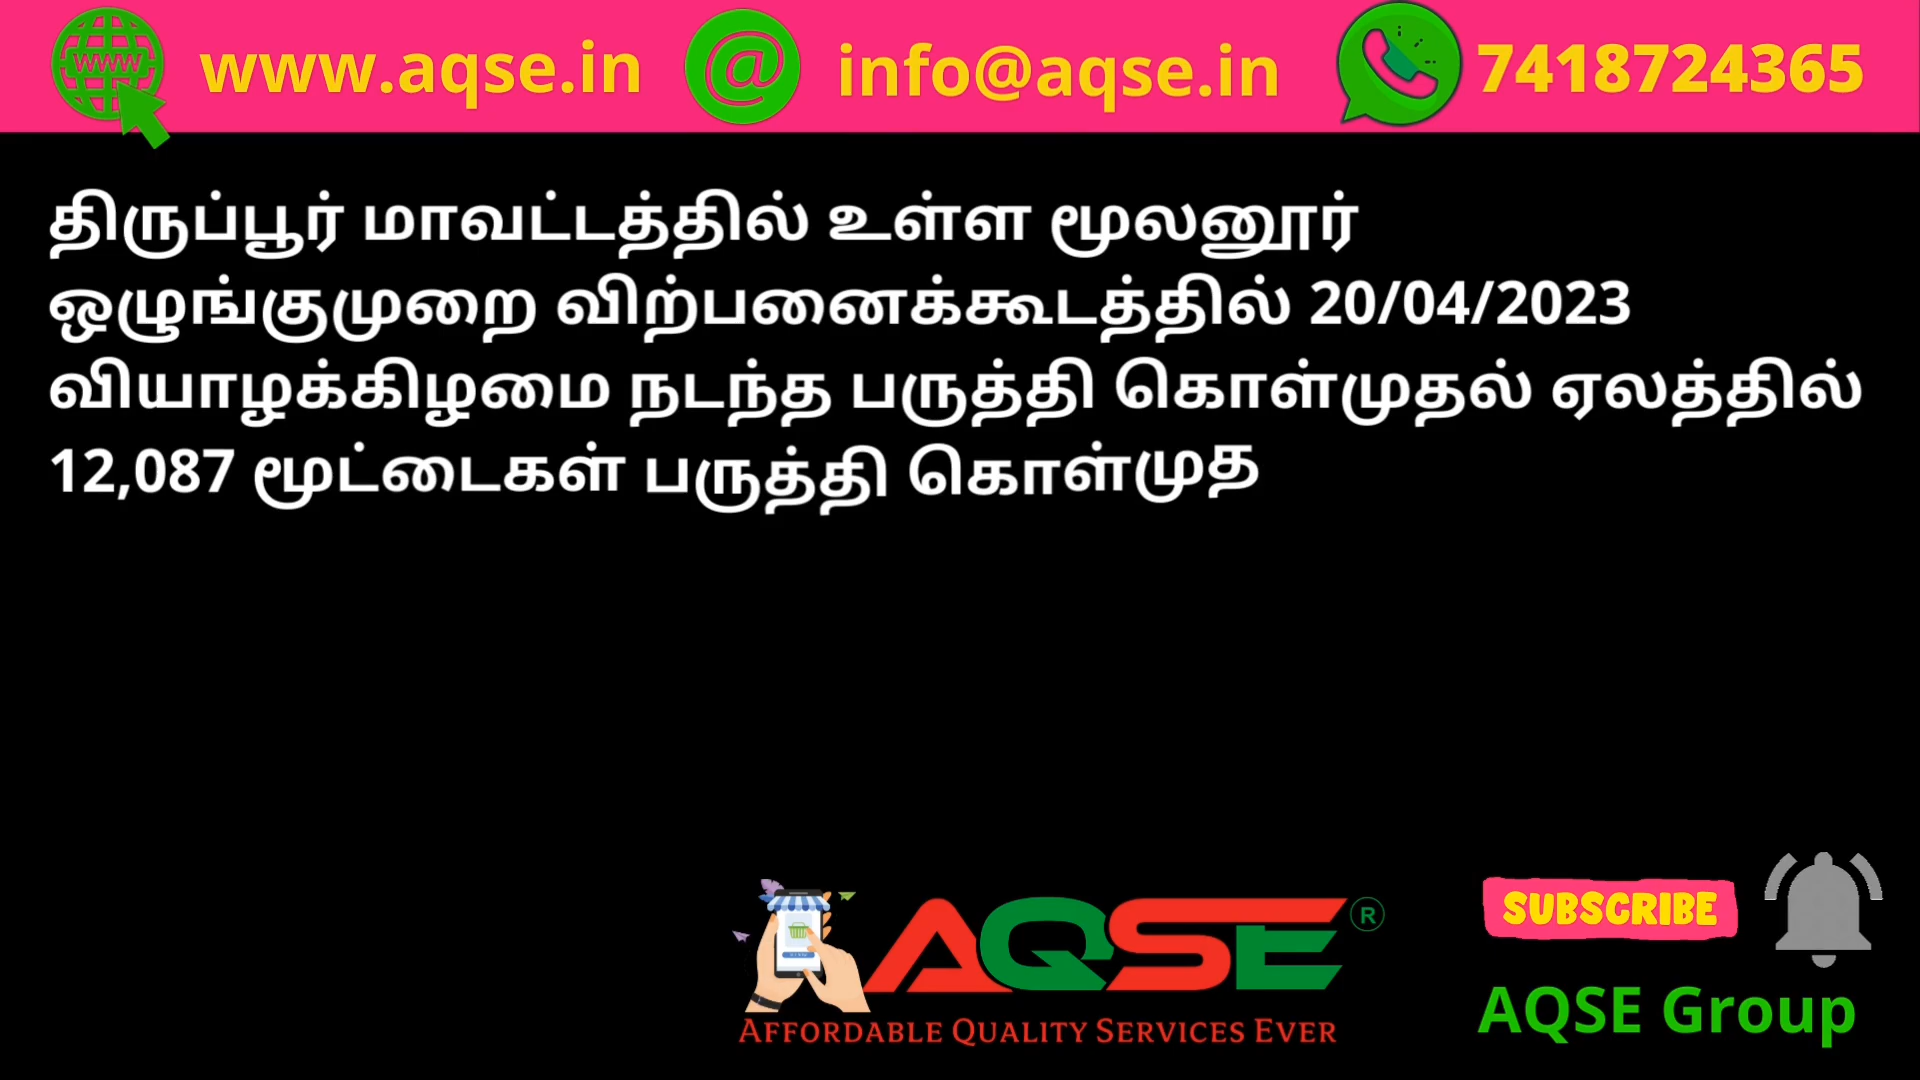 www.aqse.in info@aqse.in 7418724365
WWW
திருப்பூர் மாவட்டத்தில் உள்ள மூலனூர்
ஒழுங்குமுறை விற்பனைக்கூடத்தில் 20/04/2023
வியாழக்கிழமை நடந்த பருத்தி கொள்முதல் ஏலத்தில்
12,087 மூட்டைகள் பருத்தி கொள்முத
AQSE ®
AFFORDABLE QUALITY SERVICES EVER
SUBSCRIBE
AQSE Group